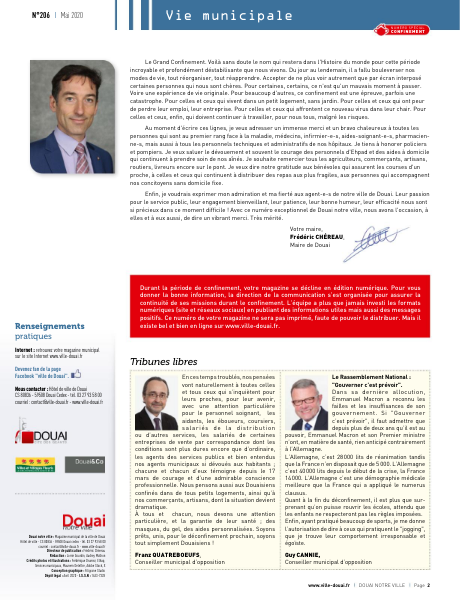 N°206 | Mai 2020
Vie municipale
NUMÉRO SPÉCIAL
CONFINEMENT
Le Grand Confinement. Voilà sans doute le nom qui restera dans l'Histoire du monde pour cette période
incroyable et profondément déstabilisante que nous vivons. Du jour au lendemain, il a fallu bouleverser nos
modes de vie, tout réorganiser, tout réapprendre. Accepter de ne plus voir autrement que par écran interposé
certaines personnes qui nous sont chères. Pour certaines, certains, ce n'est qu'un mauvais moment à passer.
Voire une expérience de vie originale. Pour beaucoup d'autres, ce confinement est une épreuve, parfois une
catastrophe. Pour celles et ceux qui vivent dans un petit logement, sans jardin. Pour celles et ceux qui ont peur
de perdre leur emploi, leur entreprise. Pour celles et ceux qui affrontent ce nouveau virus dans leur chair. Pour
celles et ceux, enfin, qui doivent continuer à travailler, pour nous tous, malgré les risques.
Au moment d'écrire ces lignes, je veux adresser un immense merci et un bravo chaleureux à toutes les
personnes qui sont au premier rang face à la maladie, médecins, infirmier-e-s, aides-soignant-e-s, pharmacien-
ne-s, mais aussi à tous les personnels techniques et administratifs de nos hôpitaux. Je tiens à honorer policiers
et pompiers. Je veux saluer le dévouement et souvent le courage des personnels d'Ehpad et des aides à domicile
qui continuent à prendre soin de nos aînés. Je souhaite remercier tous les agriculteurs, commerçants, artisans,
routiers, livreurs encore sur le pont. Je veux dire notre gratitude aux bénévoles qui assurent les courses d'un
proche, à celles et ceux qui continuent à distribuer des repas aux plus fragiles, aux personnes qui accompagnent
nos concitoyens sans domicile fixe.
Enfin, je voudrais exprimer mon admiration et ma fierté aux agent-e-s de notre ville de Douai. Leur passion
pour le service public, leur engagement bienveillant, leur patience, leur bonne humeur, leur efficacité nous sont
si précieux dans ce moment difficile ! Avec ce numéro exceptionnel de Douai notre ville, nous avons l'occasion, à
elles et à eux aussi, de dire un vibrant merci. Très mérité.
Votre maire,
Frédéric CHÉREAU,
Maire de Douai
Durant la période de confinement, votre magazine se décline en édition numérique. Pour vous
donner la bonne information, la direction de la communication s'est organisée pour assurer la
continuité de ses missions durant le confinement. L'équipe a plus que jamais investi les formats
numériques (site et réseaux sociaux) en publiant des informations utiles mais aussi des messages
positifs. Ce numéro de votre magazine ne sera pas imprimé, faute de pouvoir le distribuer. Mais il
existe bel et bien en ligne sur www.ville-douai.fr.
Renseignements
pratiques
Internet : retrouvez votre magazine municipal
sur le site Internet www.ville-douai.fr
Devenez fan de la page
Facebook "ville de Douai".
Nous contacter : Hôtel de ville de Douai
CS 80836 - 59508 Douai Cedex - tél. 03 27 93 58 00
courriel : contact@ville-douai.fr - www.ville-douai.fr
DOUAI
Douai&Co
Douai
notre ville
Tribunes libres
En ces temps troublés, nos pensées
vont naturellement à toutes celles
et tous ceux qui s'inquiètent pour
leurs proches, pour leur avenir,
avec une attention particulière
pour le personnel soignant, les
aidants, les éboueurs, coursiers,
salariés de la distribution
ou d'autres services, les salariés de certaines
entreprises de vente par correspondance dont les
conditions sont plus dures encore que d'ordinaire,
les agents des services publics et bien entendu
nos agents municipaux si dévoués aux habitants ;
chacune et chacun d'eux témoigne depuis le 17
mars de courage et d'une admirable conscience
professionnelle. Nous pensons aussi aux Douaisiens
confinés dans de tous petits logements, ainsi qu'à
nos commerçants, artisans, dont la situation devient
dramatique.
À tous et chacun, nous devons une attention
particulière, et la garantie de leur santé ; des
masques, du gel, des aides personnalisées. Soyons
prêts, unis, pour le déconfinement prochain, soyons
tout simplement Douaisiens !
Franz QUATREBOEUFS,
Conseiller municipal d'opposition
Le Rassemblement National :
"Gouverner c'est prévoir".
Dans sa dernière allocution,
Emmanuel Macron a reconnu les
failles et les insuffisances de son
gouvernement. Si "Gouverner
c'est prévoir", il faut admettre que
depuis plus de deux ans qu'il est au
pouvoir, Emmanuel Macron et son Premier ministre
n'ont, en matière de santé, rien anticipé contrairement
à l'Allemagne.
L'Allemagne, c'est 28000 lits de réanimation tandis
que la France n'en disposait que de 5000. L'Allemagne
c'est 60000 lits depuis le début de la crise, la France
14000. L'Allemagne c'est une démographie médicale
meilleure que la France qui a appliqué le numerus
clausus.
Quant à la fin du déconfinement, il est plus que sur-
prenant qu'on puisse rouvrir les écoles, attendu que
les enfants ne respecteront pas les règles imposées.
Enfin, ayant pratiqué beaucoup de sports, je me donne
l'autorisation de dire à ceux qui pratiquent le "jogging",
que je trouve leur comportement irresponsable et
égoïste.
Guy CANNIE,
Conseiller municipal d'opposition
www.ville-douai.fr | DOUAI NOTRE VILLE | Page 2